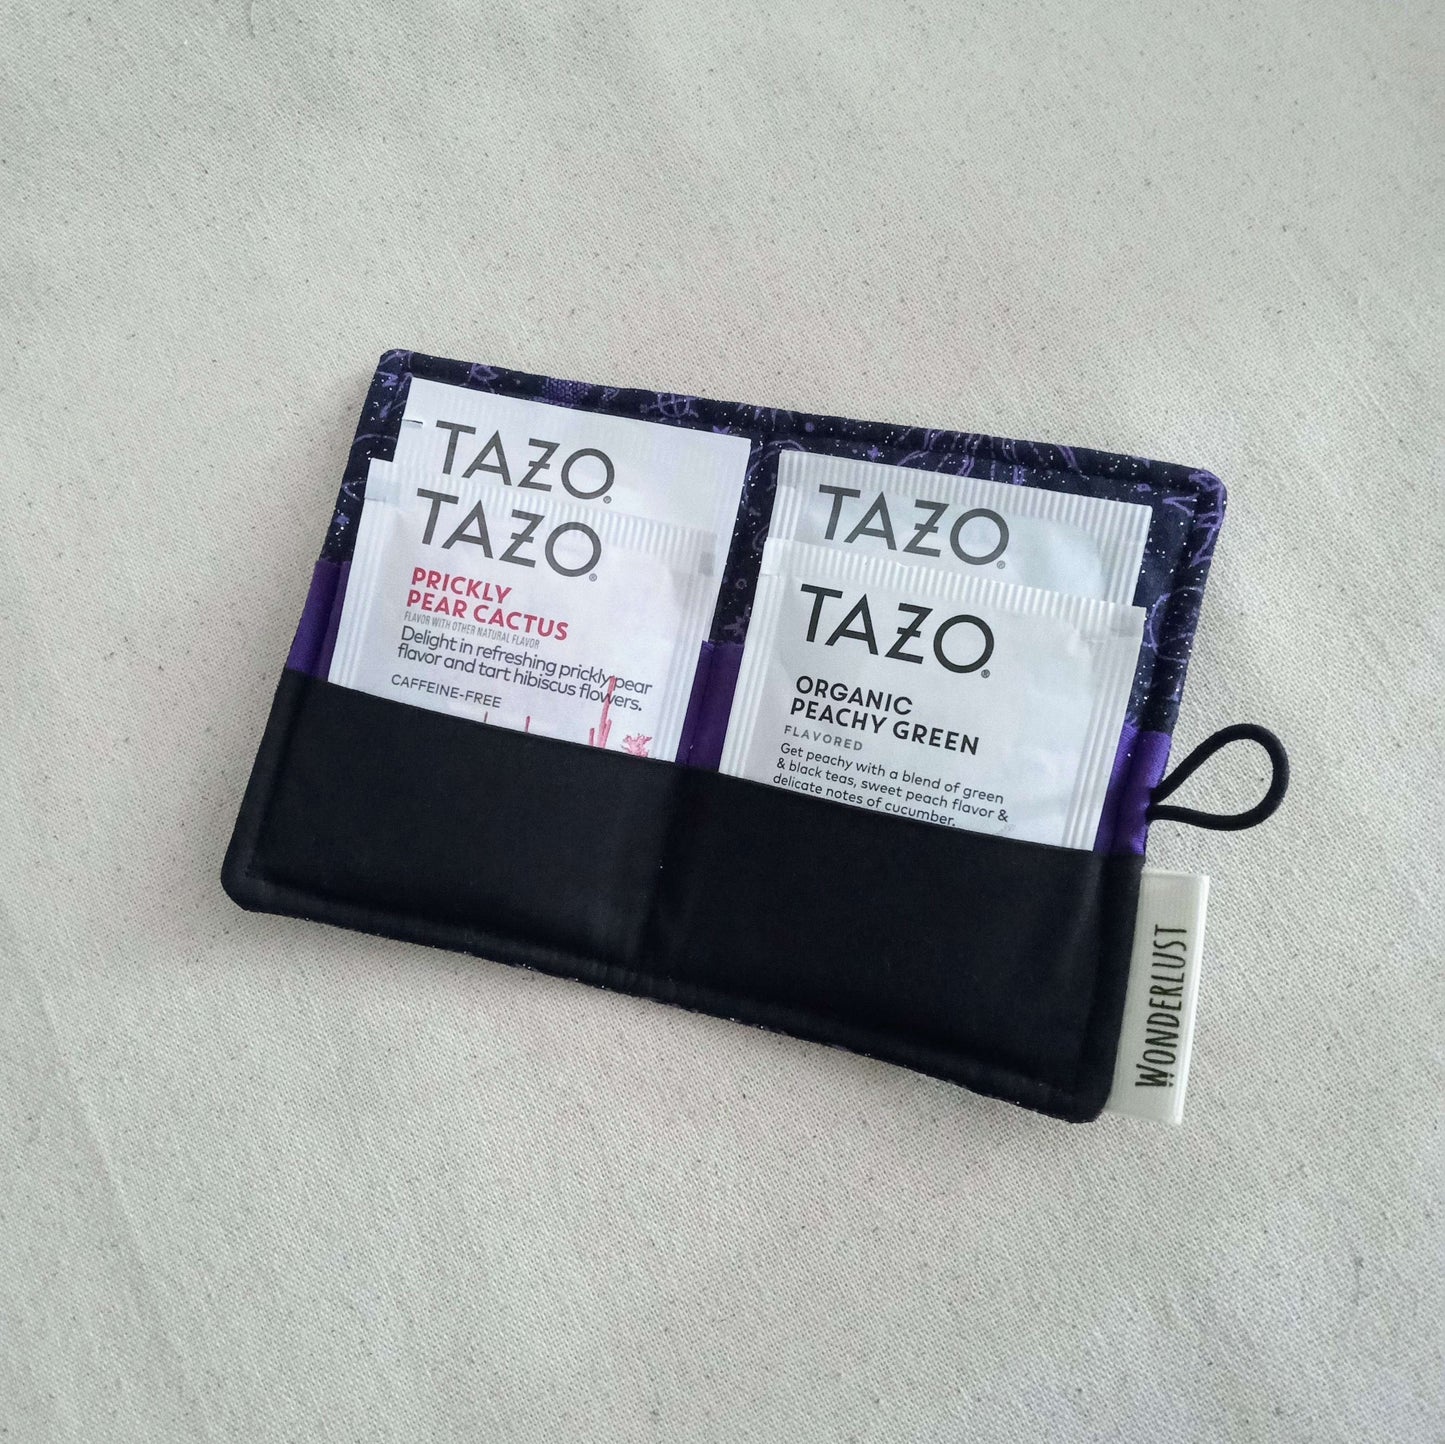 TAZO®
TAZO®
PRICKLY
PEAR CACTUS
FLAVOR WITH OTHER NATURAL FLAVOR
Delight in refreshing prickly pear
flavor and tart hibiscus flowers.
CAFFEINE-FREE
TAZO®
TAZO®
ORGANIC
PEACHY GREEN
FLAVORED
Get peachy with a blend of green
& black teas, sweet peach flavor &
delicate notes of cucumber.
WONDERLUST